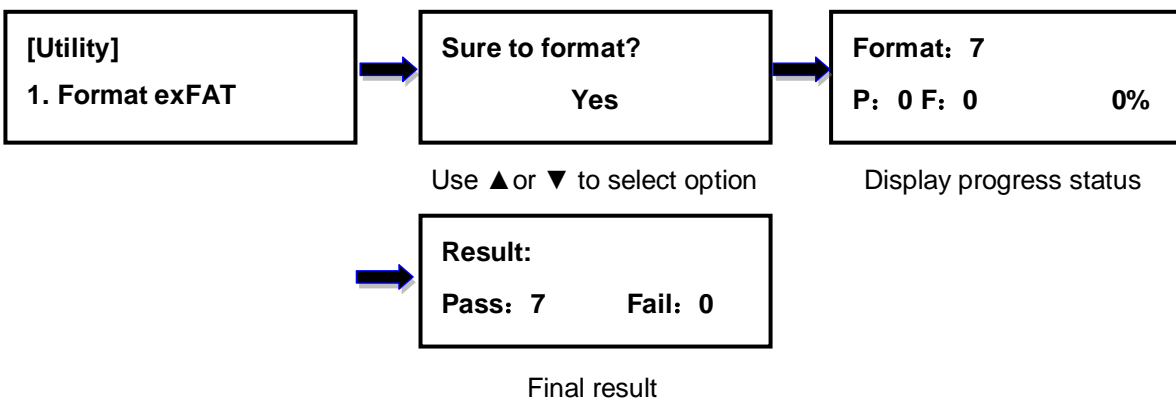 [Utility]
1. Format exFAT
Sure to format?
Yes
Use ▲or ▼ to select option
Format：7
P：0 F：0 0%
Display progress status
Result:
Pass：7 Fail：0
Final result